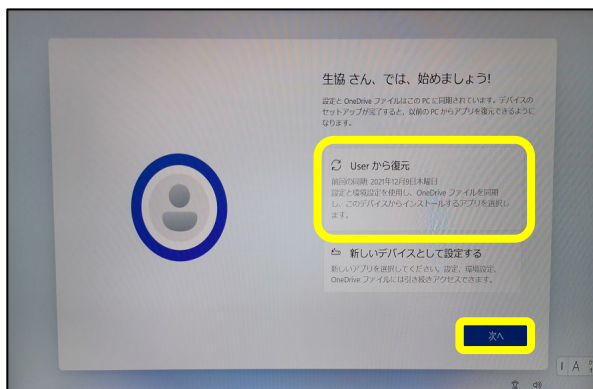 生協 さん、では、始めましょう!
設定と OneDrive ファイルはこの PC に同期されています。デバイスの
セットアップが完了すると、以前の PC からアプリを復元できるように
なります。
User から復元
前回の同期: 2021年12月9日木曜日
設定と環境設定を使用し、OneDrive ファイルを同期
し、このデバイスからインストールするアプリを選択し
ます。
新しいデバイスとして設定する
新しいアプリを選択してください。設定、環境設定、
OneDrive ファイルには引き続きアクセスできます。
次へ
A